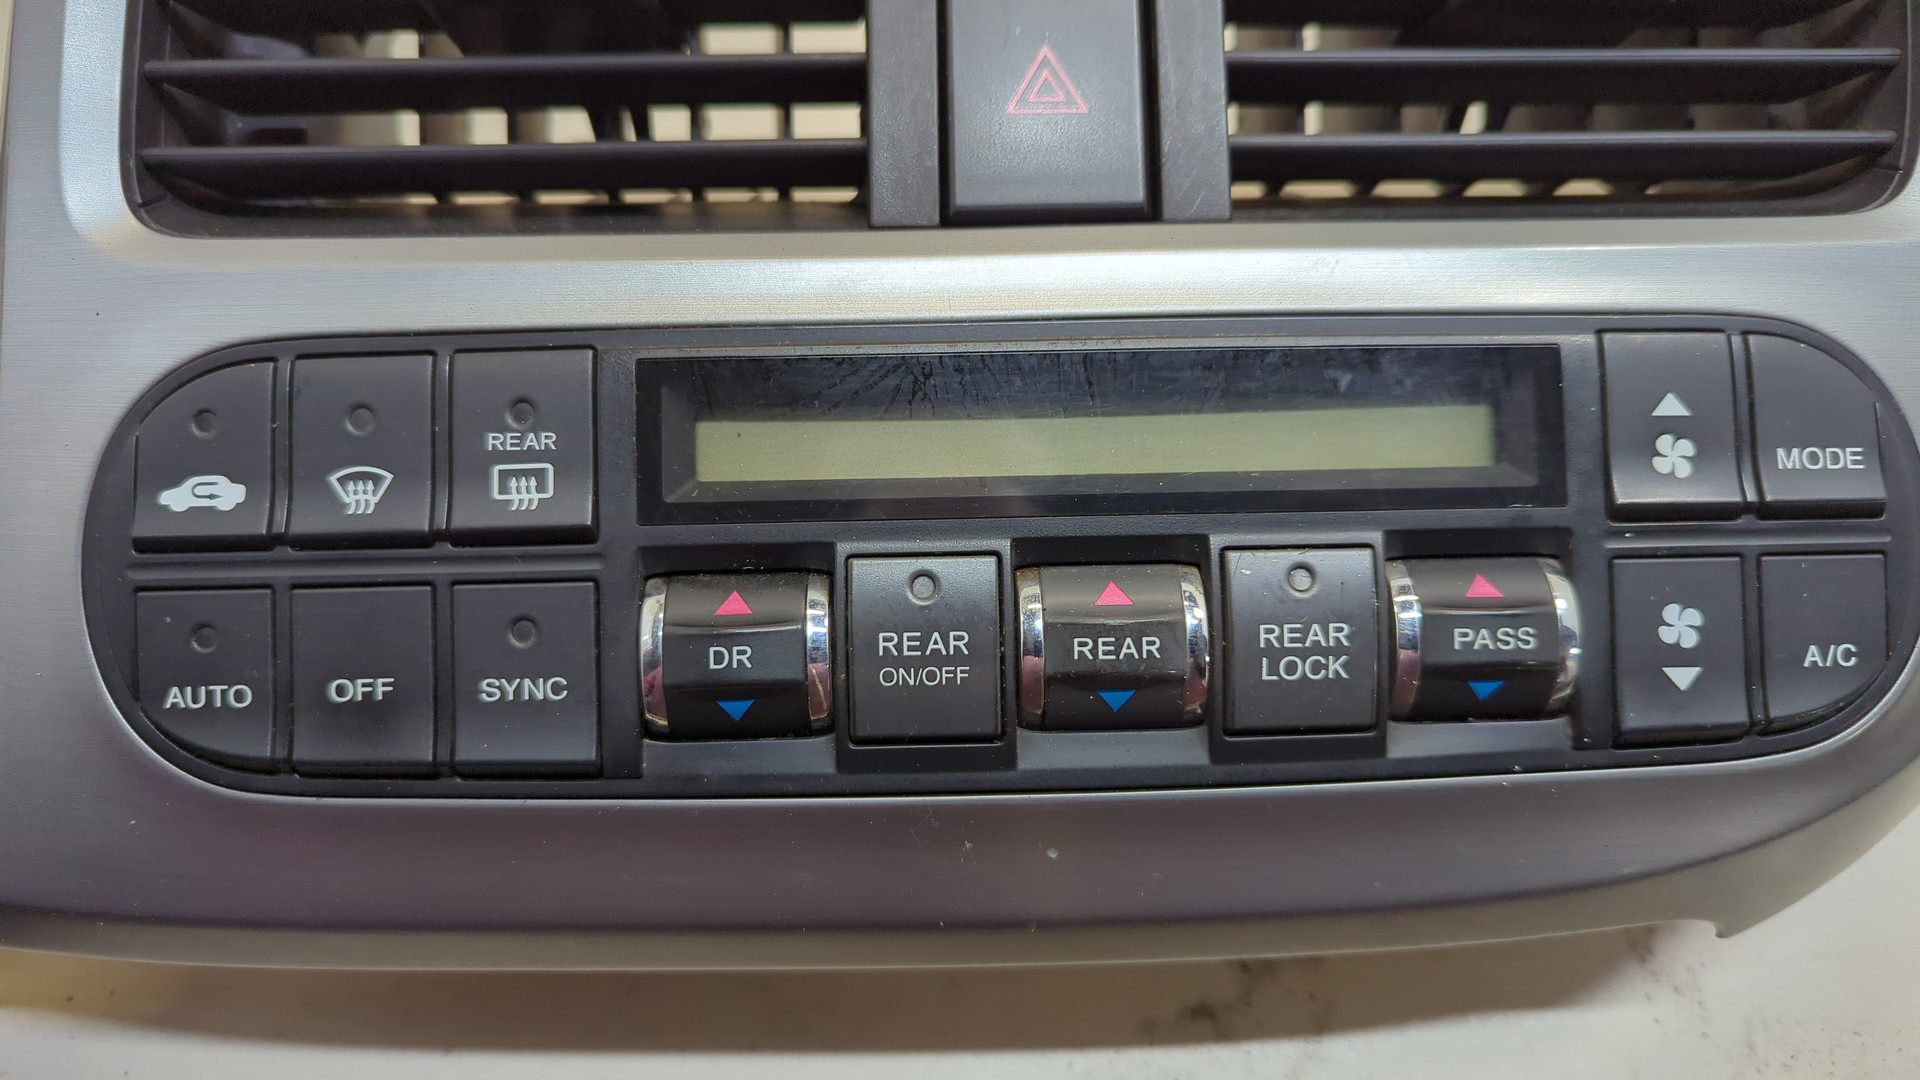 REAR
MODE
AUTO
OFF
SYNC
DR
REAR
ON/OFF
REAR
REAR
LOCK
PASS
A/C